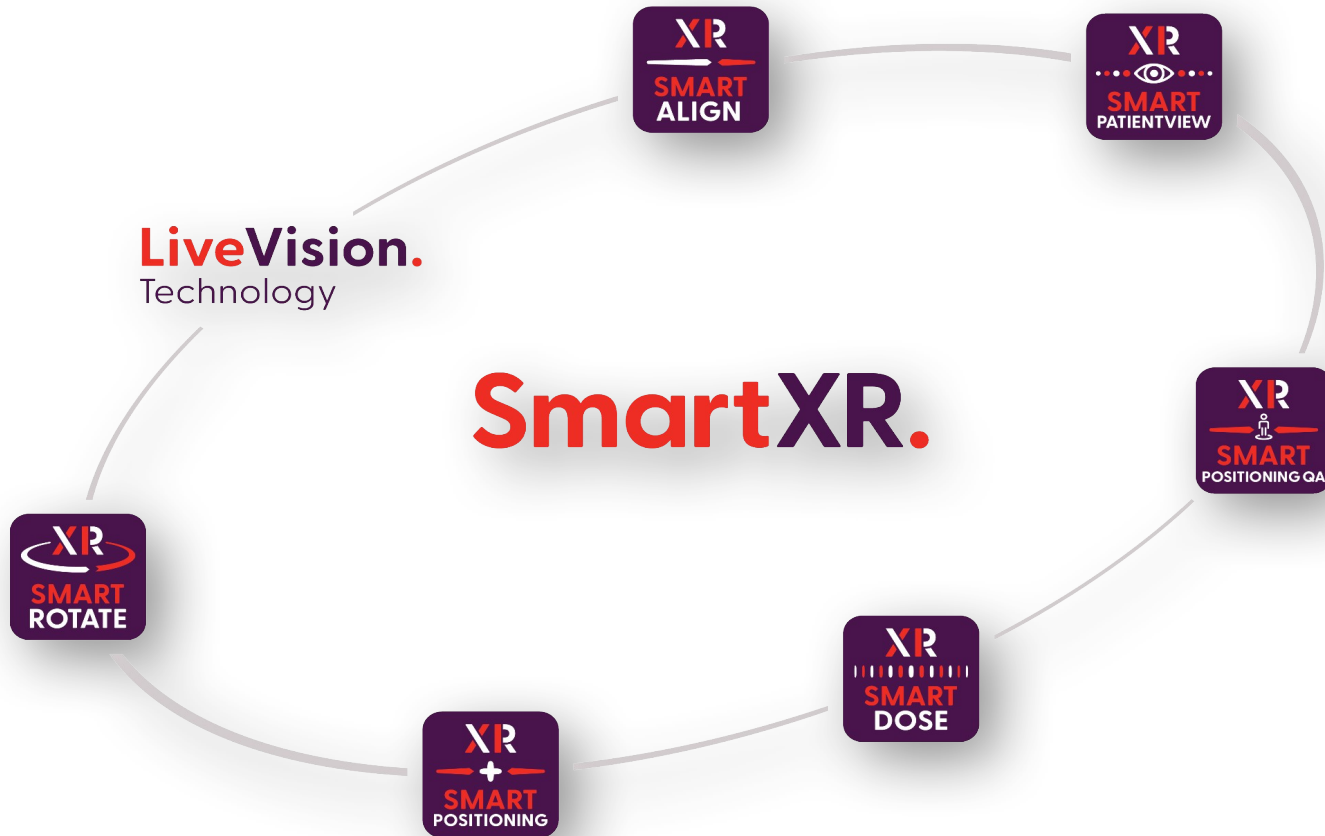 XR
SMART
ALIGN
XR
SMART
PATIENTVIEW
LiveVision.
Technology
SmartXR.
XR
SMART
POSITIONING QA
XR
SMART
ROTATE
XR
SMART
DOSE
XR
SMART
POSITIONING